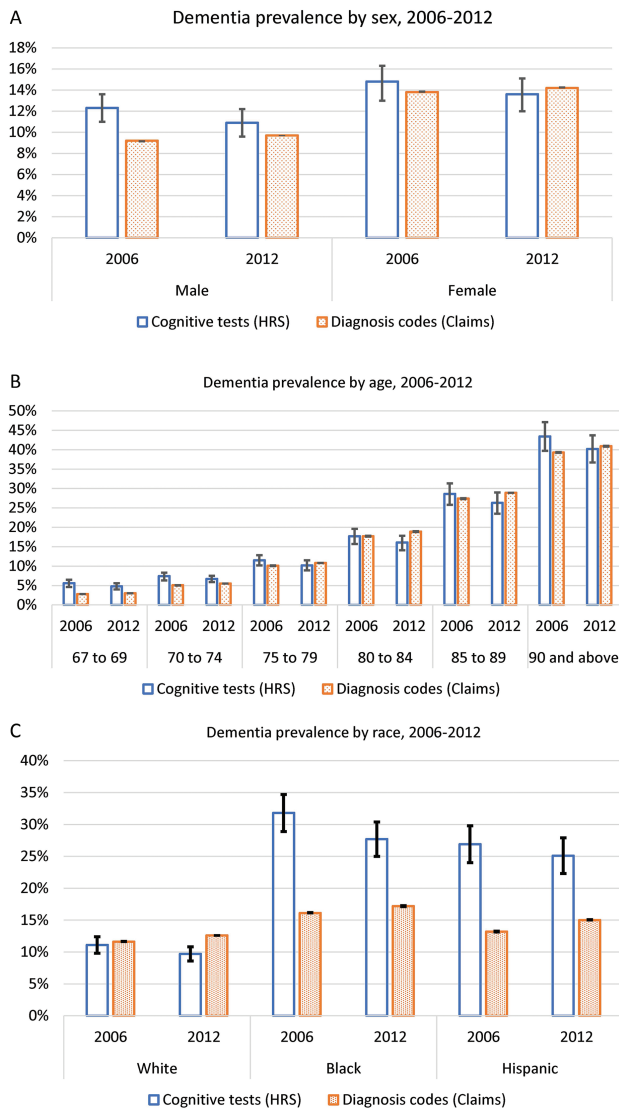 A
Dementia prevalence by sex, 2006-2012
18%
16%
14%
12%
10%
8%
6%
4%
2%
0%
2006 2012 2006 2012
Male Female
Cognitive tests (HRS) Diagnosis codes (Claims)
B
Dementia prevalence by age, 2006-2012
50%
45%
40%
35%
30%
25%
20%
15%
10%
5%
0%
2006 2012 2006 2012 2006 2012 2006 2012 2006 2012 2006 2012
67 to 69 70 to 74 75 to 79 80 to 84 85 to 89 90 and above
Cognitive tests (HRS) Diagnosis codes (Claims)
C
Dementia prevalence by race, 2006-2012
40%
35%
30%
25%
20%
15%
10%
5%
0%
2006 2012 2006 2012 2006 2012
White Black Hispanic
Cognitive tests (HRS) Diagnosis codes (Claims)